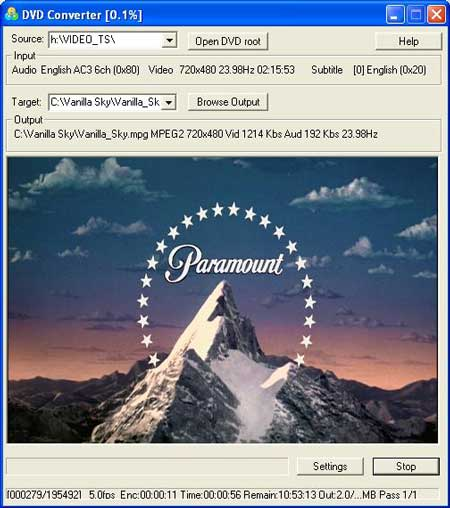 DVD Converter [0.1%]
Source: h:\VIDEO_TS\ Open DVD root Help
Input
Audio English AC3 6ch (0x80) Video 720x480 23.98Hz 02:15:53 Subtitle [0] English (0x20)
Target: C:\Vanilla Sky\Vanilla_Sk Browse Output
Output
C:\Vanilla Sky\Vanilla_Sky.mpg MPEG2 720x480 Vid 1214 Kbs Aud 192 Kbs 23.98Hz
Paramount
Settings Stop
[000279/195492] 5.0fps Enc:00:00:11 Time:00:00:56 Remain:10:53:13 Out:2.0/...MB Pass 1/1